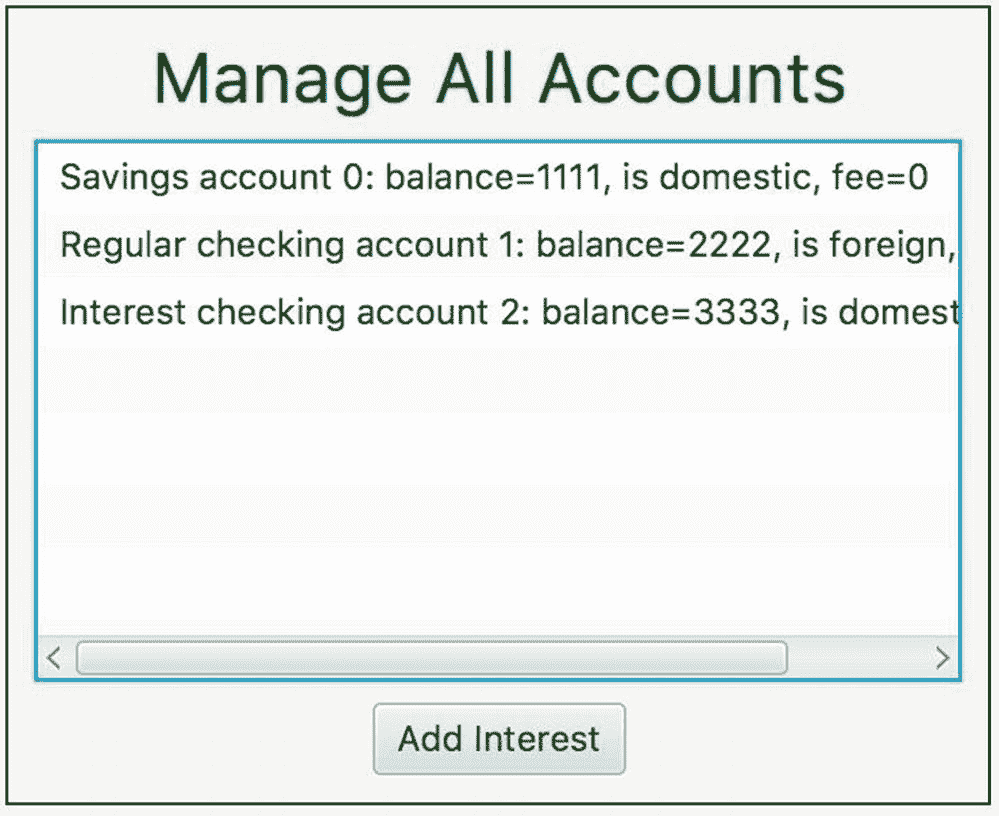 Manage All Accounts
Savings account 0: balance=1111, is domestic, fee=0
Regular checking account 1: balance=2222, is foreign,
Interest checking account 2: balance=3333, is
Add Interest